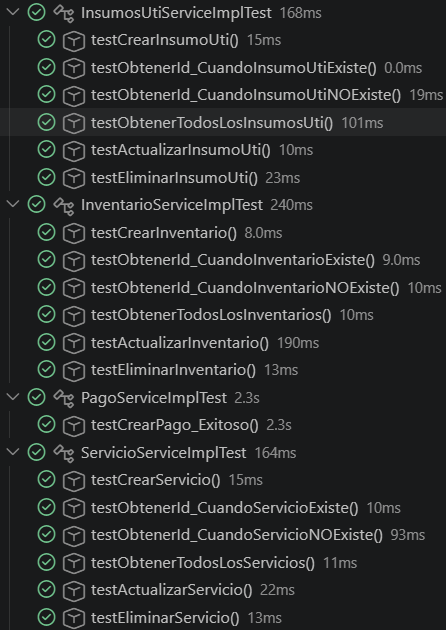 InsumosUtiServiceImplTest 168ms
testCrearInsumoUti() 15ms
testObtenerId_CuandoInsumoUtiExiste() 0.0ms
testObtenerId_CuandoInsumoUtiNOExiste() 19ms
testObtenerTodosLosInsumosUti() 101ms
testActualizarInsumoUti() 10ms
testEliminarInsumoUti() 23ms
InventarioServiceImplTest 240ms
testCrearInventario() 8.0ms
testObtenerId_CuandoInventarioExiste() 9.0ms
testObtenerId_CuandoInventarioNOExiste() 10ms
testObtenerTodosLosInventarios() 10ms
testActualizarInventario() 190ms
testEliminarInventario() 13ms
PagoServiceImplTest 2.3s
testCrearPago_Exitoso() 2.3s
ServicioServiceImplTest 164ms
testCrearServicio() 15ms
testObtenerId_CuandoServicioExiste() 10ms
testObtenerId_CuandoServicioNOExiste() 93ms
testObtenerTodosLosServicios() 11ms
testActualizarServicio() 22ms
testEliminarServicio() 13ms